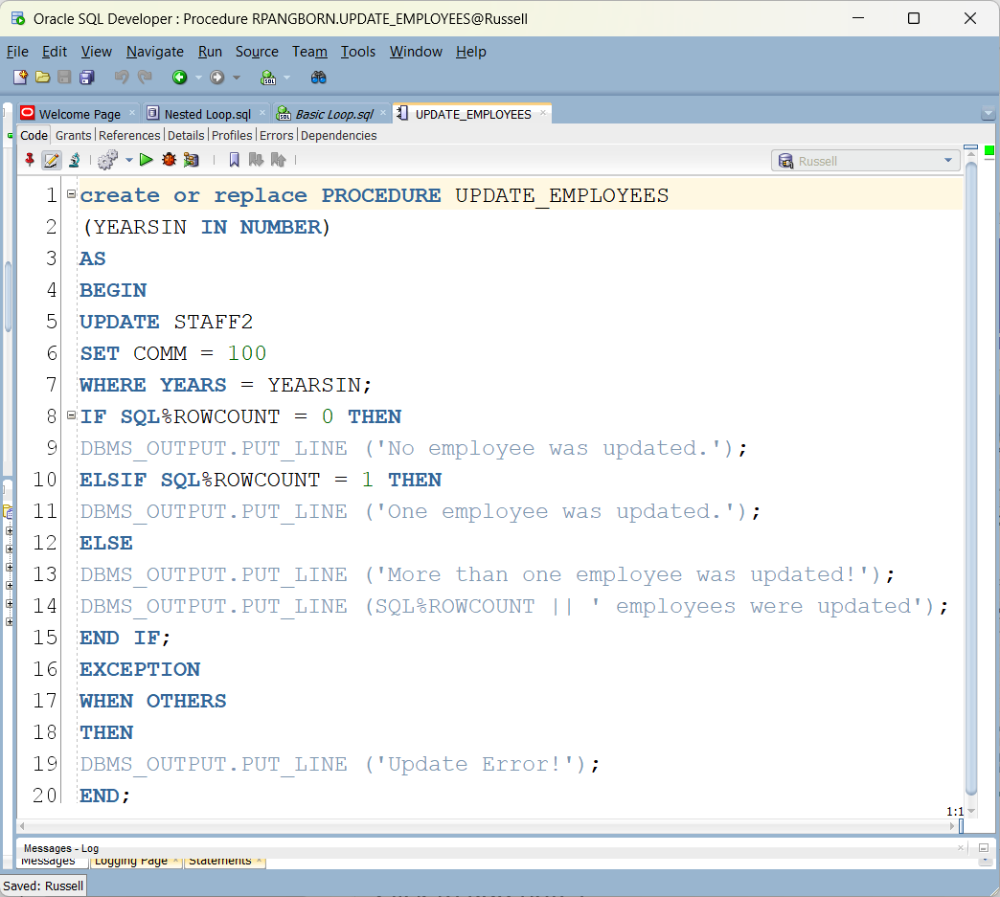 Oracle SQL Developer : Procedure RPANGBORN.UPDATE_EMPLOYEES@Russell
File Edit View Navigate Run Source Team Tools Window Help
Welcome Page Nested Loop.sql Basic Loop.sql UPDATE_EMPLOYEES
Code Grants References Details Profiles Errors Dependencies
Russell
1 create or replace PROCEDURE UPDATE_EMPLOYEES
2 (YEARSIN IN NUMBER)
3 AS
4 BEGIN
5 UPDATE STAFF2
6 SET COMM = 100
7 WHERE YEARS = YEARSIN;
8 IF SQL%ROWCOUNT = 0 THEN
9 DBMS_OUTPUT.PUT_LINE ('No employee was updated.');
10 ELSIF SQL%ROWCOUNT = 1 THEN
11 DBMS_OUTPUT.PUT_LINE ('One employee was updated.');
12 ELSE
13 DBMS_OUTPUT.PUT_LINE ('More than one employee was updated!');
14 DBMS_OUTPUT.PUT_LINE (SQL%ROWCOUNT || ' employees were updated');
15 END IF;
16 EXCEPTION
17 WHEN OTHERS
18 THEN
19 DBMS_OUTPUT.PUT_LINE ('Update Error!');
20 END;
1:1
Messages - Log
Messages Logging Page Statements
Saved: Russell